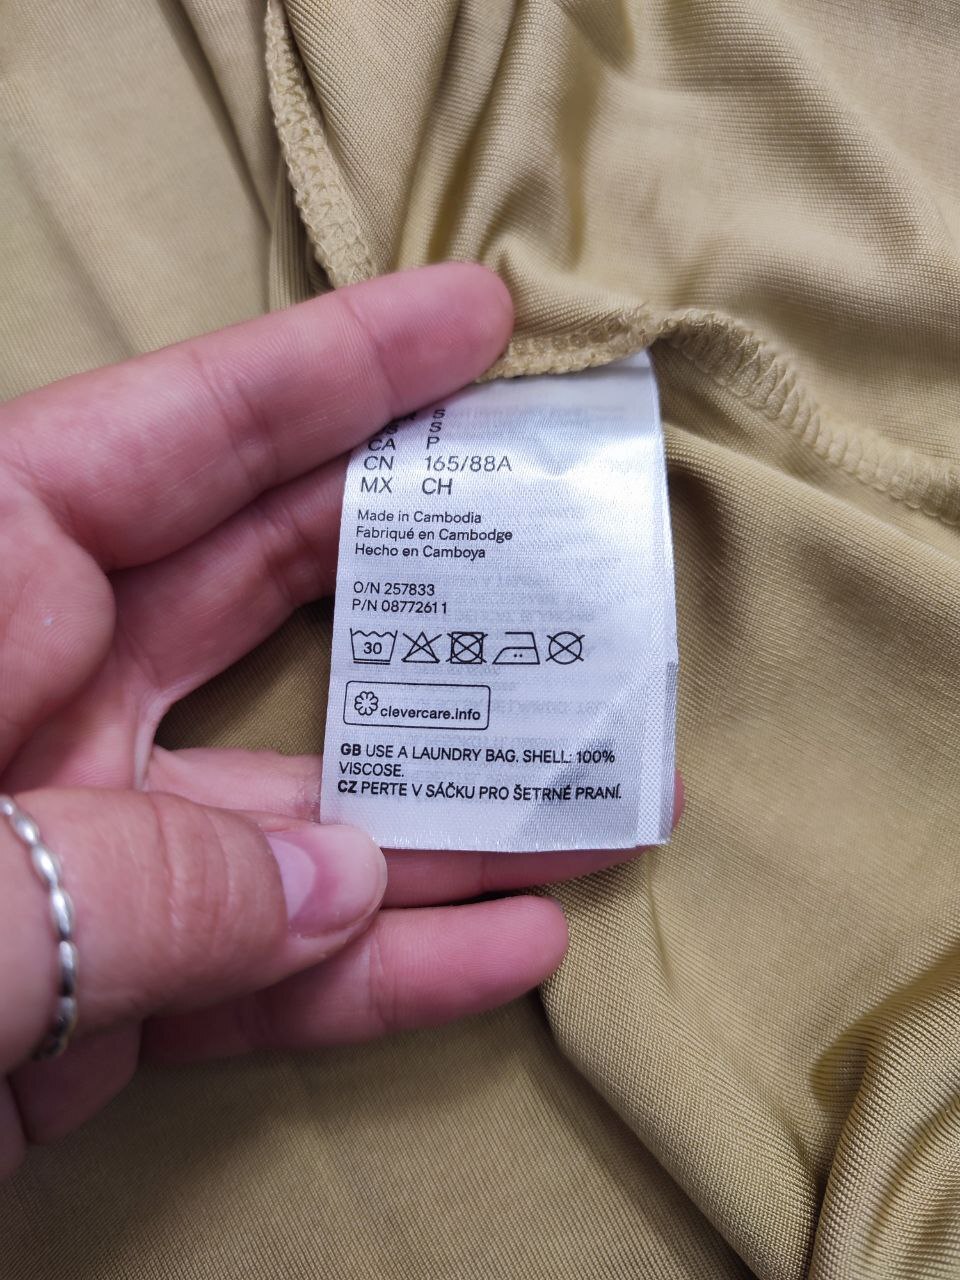 S
S
CA P
CN 165/88A
MX CH
Made in Cambodia
Fabriqué en Cambodge
Hecho en Camboya
O/N 257833
P/N 08772611
30
clevercare.info
GB USE A LAUNDRY BAG. SHELL: 100%
VISCOSE.
CZ PERTE V SÁČKU PRO ŠETRNÉ PRANÍ.